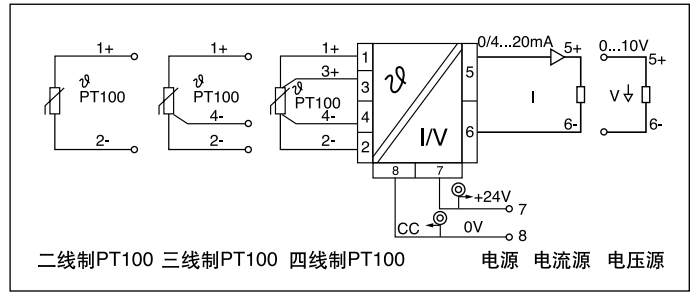 1+ 1+ 1+ 1 0/4...20mA 5+ 0...10V 5+
ϑ ϑ 3+ 3 ϑ 5
PT100 PT100 ϑ PT100 I V
4- 4- 4 I/V 6 6- 6-
2- 2- 2- 2
8 7
+24V 7
CC 0V 8
二线制PT100 三线制PT100 四线制PT100 电源 电流源 电压源